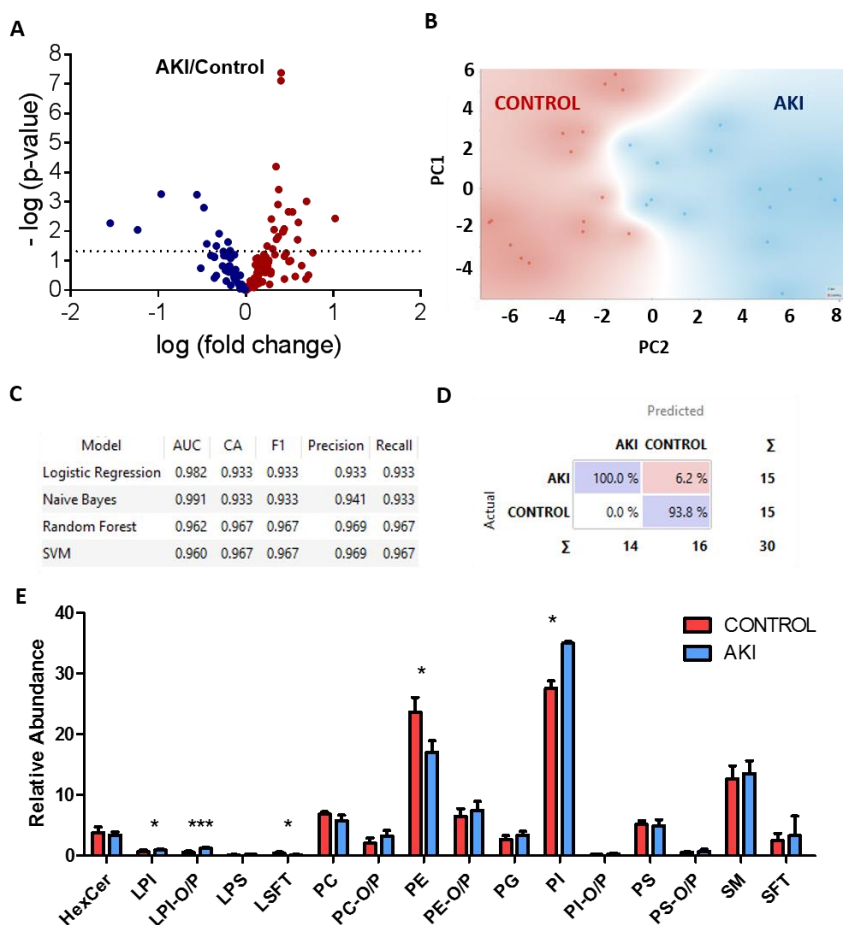 A
AKI/Control
8
7
6
5
4
3
2
1
0
-2
-1
0
1
2
- log (p-value)
log (fold change)
B
CONTROL
AKI
6
4
2
0
-2
-4
PC1
-6
-4
-2
0
2
4
6
8
PC2
C
Model AUC CA F1 Precision Recall
Logistic Regression 0.982 0.933 0.933 0.933 0.933
Naive Bayes 0.991 0.933 0.933 0.941 0.933
Random Forest 0.962 0.967 0.967 0.969 0.967
SVM 0.960 0.967 0.967 0.969 0.967
D
Predicted
AKI CONTROL Σ
Actual
AKI 100.0 % 6.2 % 15
CONTROL 0.0 % 93.8 % 15
Σ 14 16 30
E
40
30
20
10
0
Relative Abundance
CONTROL
AKI
*
***
*
*
*
HexCer
LPI
LPI-O/P
LPS
LSFT
PC
PC-O/P
PE
PE-O/P
PG
PI
PI-O/P
PS
PS-O/P
SM
SFT